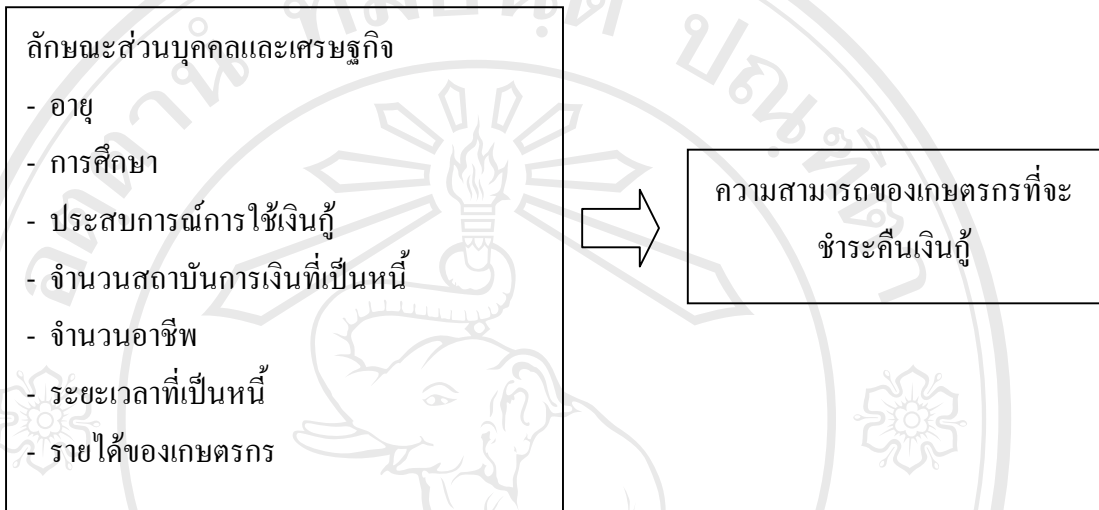 ลักษณะส่วนบุคคลและเศรษฐกิจ
- อายุ
- การศึกษา
- ประสบการณ์การใช้เงินกู้
- จำนวนสถาบันการเงินที่เป็นหนี้
- จำนวนอาชีพ
- ระยะเวลาที่เป็นหนี้
- รายได้ของเกษตรกร
ความสามารถของเกษตรกรที่จะ
ชำระคืนเงินกู้